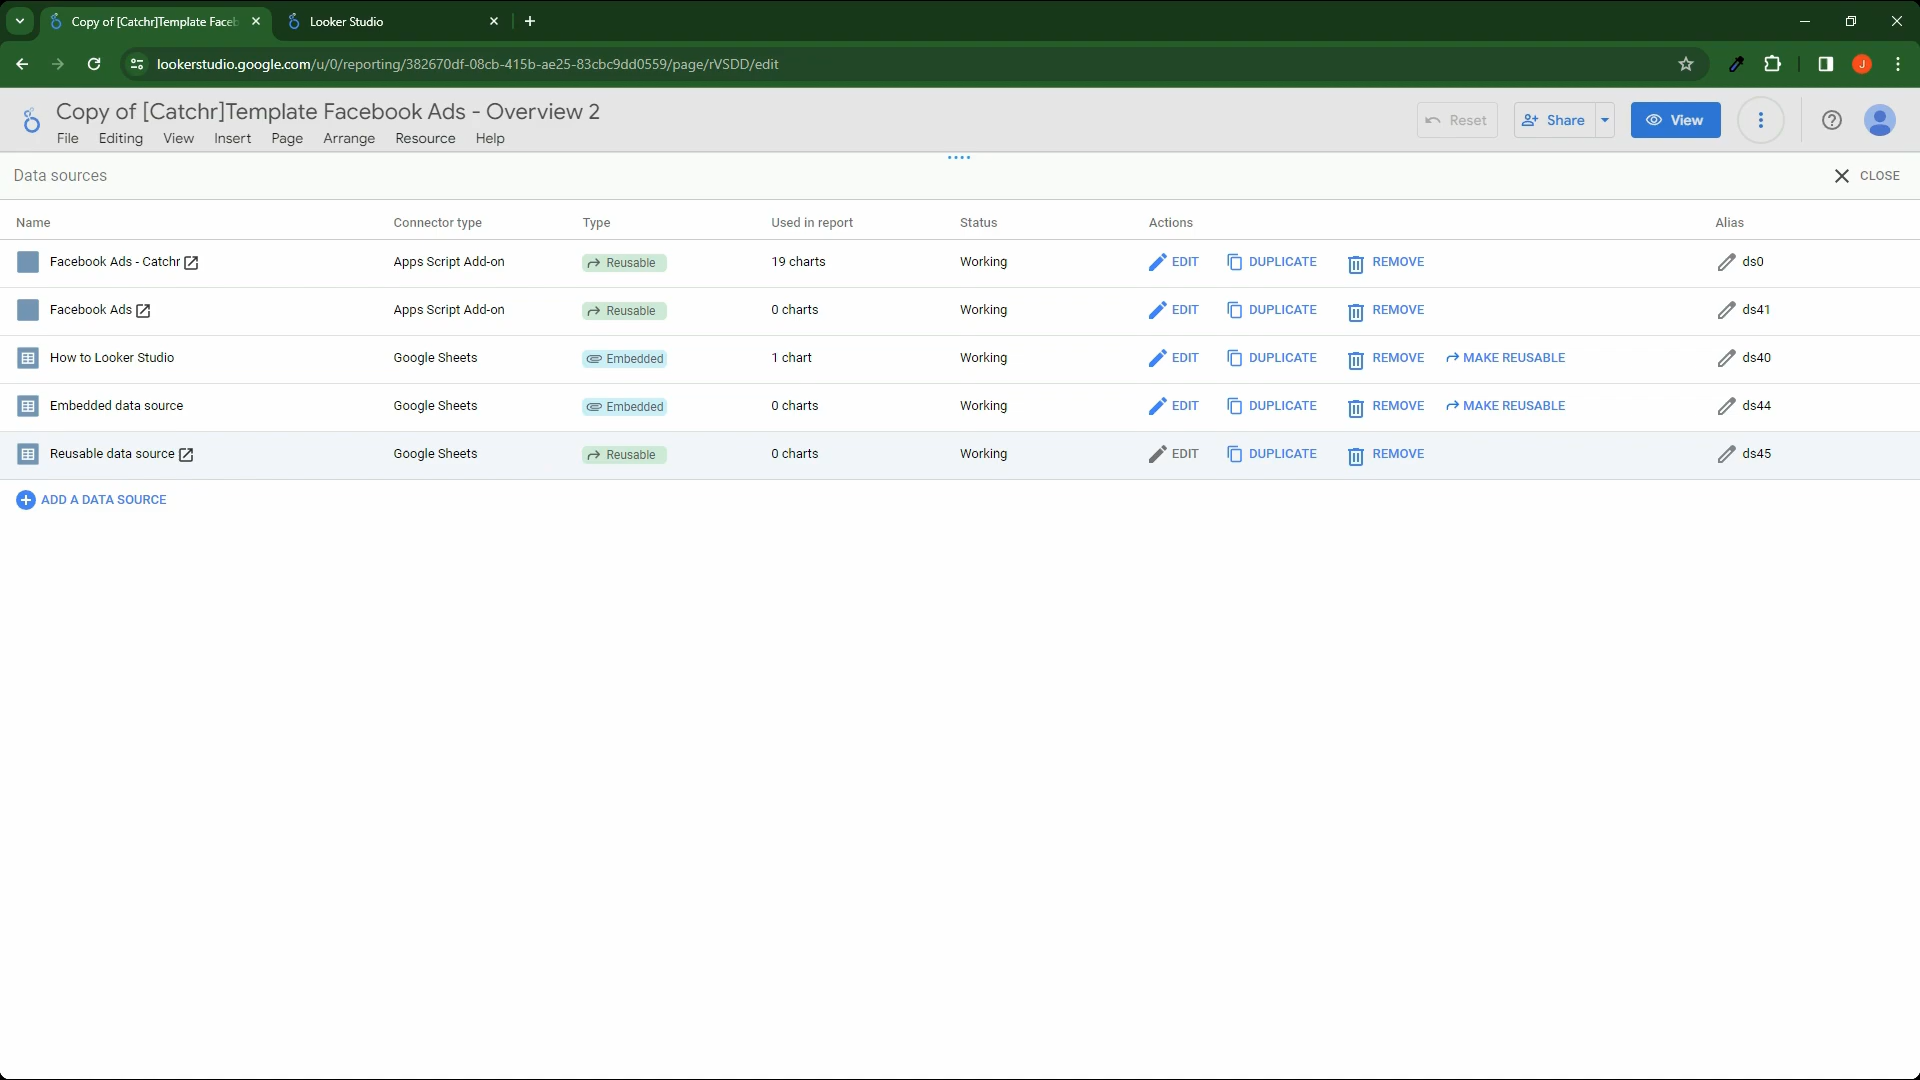 Copy of [Catchr]Template Faceb
Looker Studio
lookerstudio.google.com/u/0/reporting/382670df-08cb-415b-ae25-83cbc9dd0559/page/rVSDD/edit
J
Copy of [Catchr]Template Facebook Ads - Overview 2
File Editing View Insert Page Arrange Resource Help
Reset Share View
Data sources CLOSE
Name Connector type Type Used in report Status Actions Alias
Facebook Ads - Catchr Apps Script Add-on Reusable 19 charts Working EDIT DUPLICATE REMOVE ds0
Facebook Ads Apps Script Add-on Reusable 0 charts Working EDIT DUPLICATE REMOVE ds41
How to Looker Studio Google Sheets Embedded 1 chart Working EDIT DUPLICATE REMOVE MAKE REUSABLE ds40
Embedded data source Google Sheets Embedded 0 charts Working EDIT DUPLICATE REMOVE MAKE REUSABLE ds44
Reusable data source Google Sheets Reusable 0 charts Working EDIT DUPLICATE REMOVE ds45
ADD A DATA SOURCE